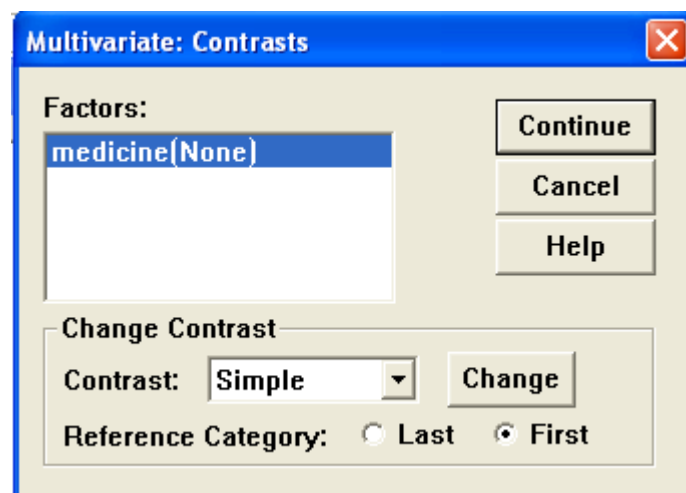 Multivariate: Contrasts
Factors:
medicine(None)
Continue
Cancel
Help
Change Contrast
Contrast: Simple Change
Reference Category: Last First